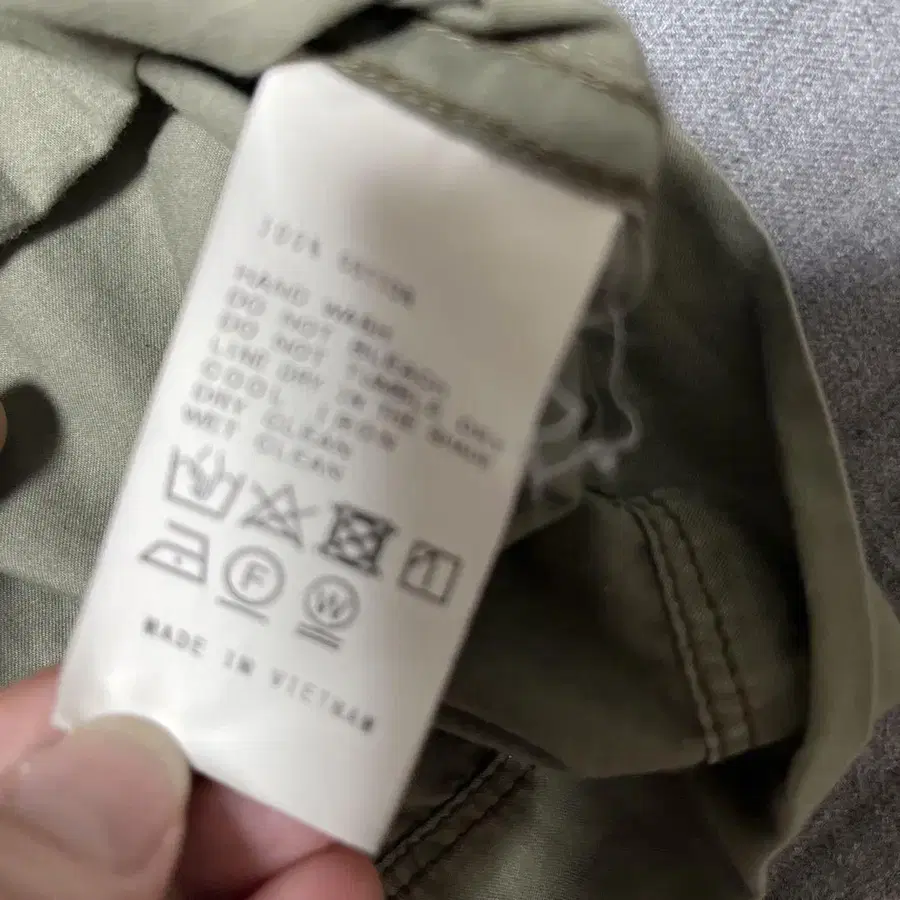 100% COTTON
HAND WASH
DO NOT BLEACH
DO NOT TUMBLE DRY
LINE DRY IN THE SHADE
COOL IRON
DRY CLEAN
WET CLEAN
F
W
MADE IN VIETNAM